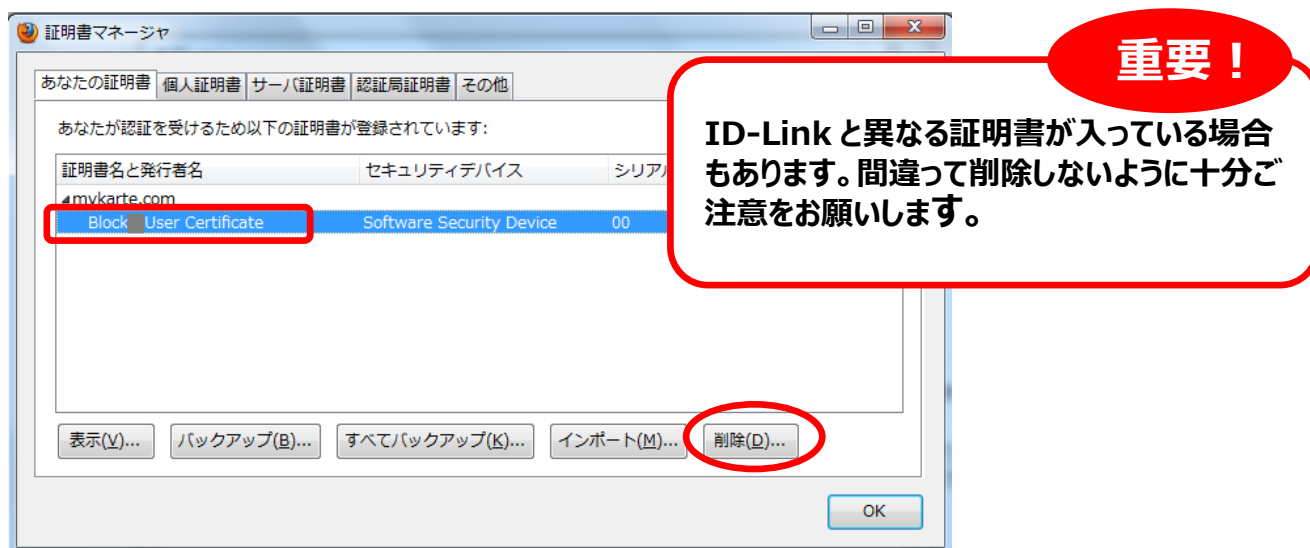 証明書マネージャ
重要！
あなたの証明書 個人証明書 サーバ証明書 認証局証明書 その他
ID-Linkと異なる証明書が入っている場合
もあります。間違って削除しないように十分ご
注意をお願いします。
あなたが認証を受けるため以下の証明書が登録されています:
証明書名と発行者名 セキュリティデバイス シリアル
mykarte.com
Block User Certificate Software Security Device 00
表示(V)... バックアップ(B)... すべてバックアップ(K)... インポート(M)... 削除(D)...
OK